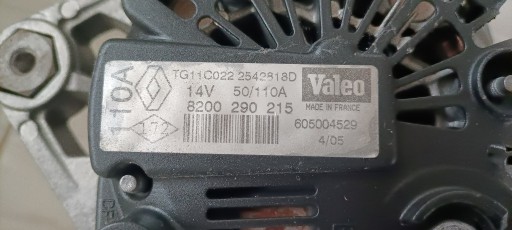 110A
TG11C022 2542818D
14V 50/110A
8200 290 215
172
Valeo
MADE IN FRANCE
605004529
4/05